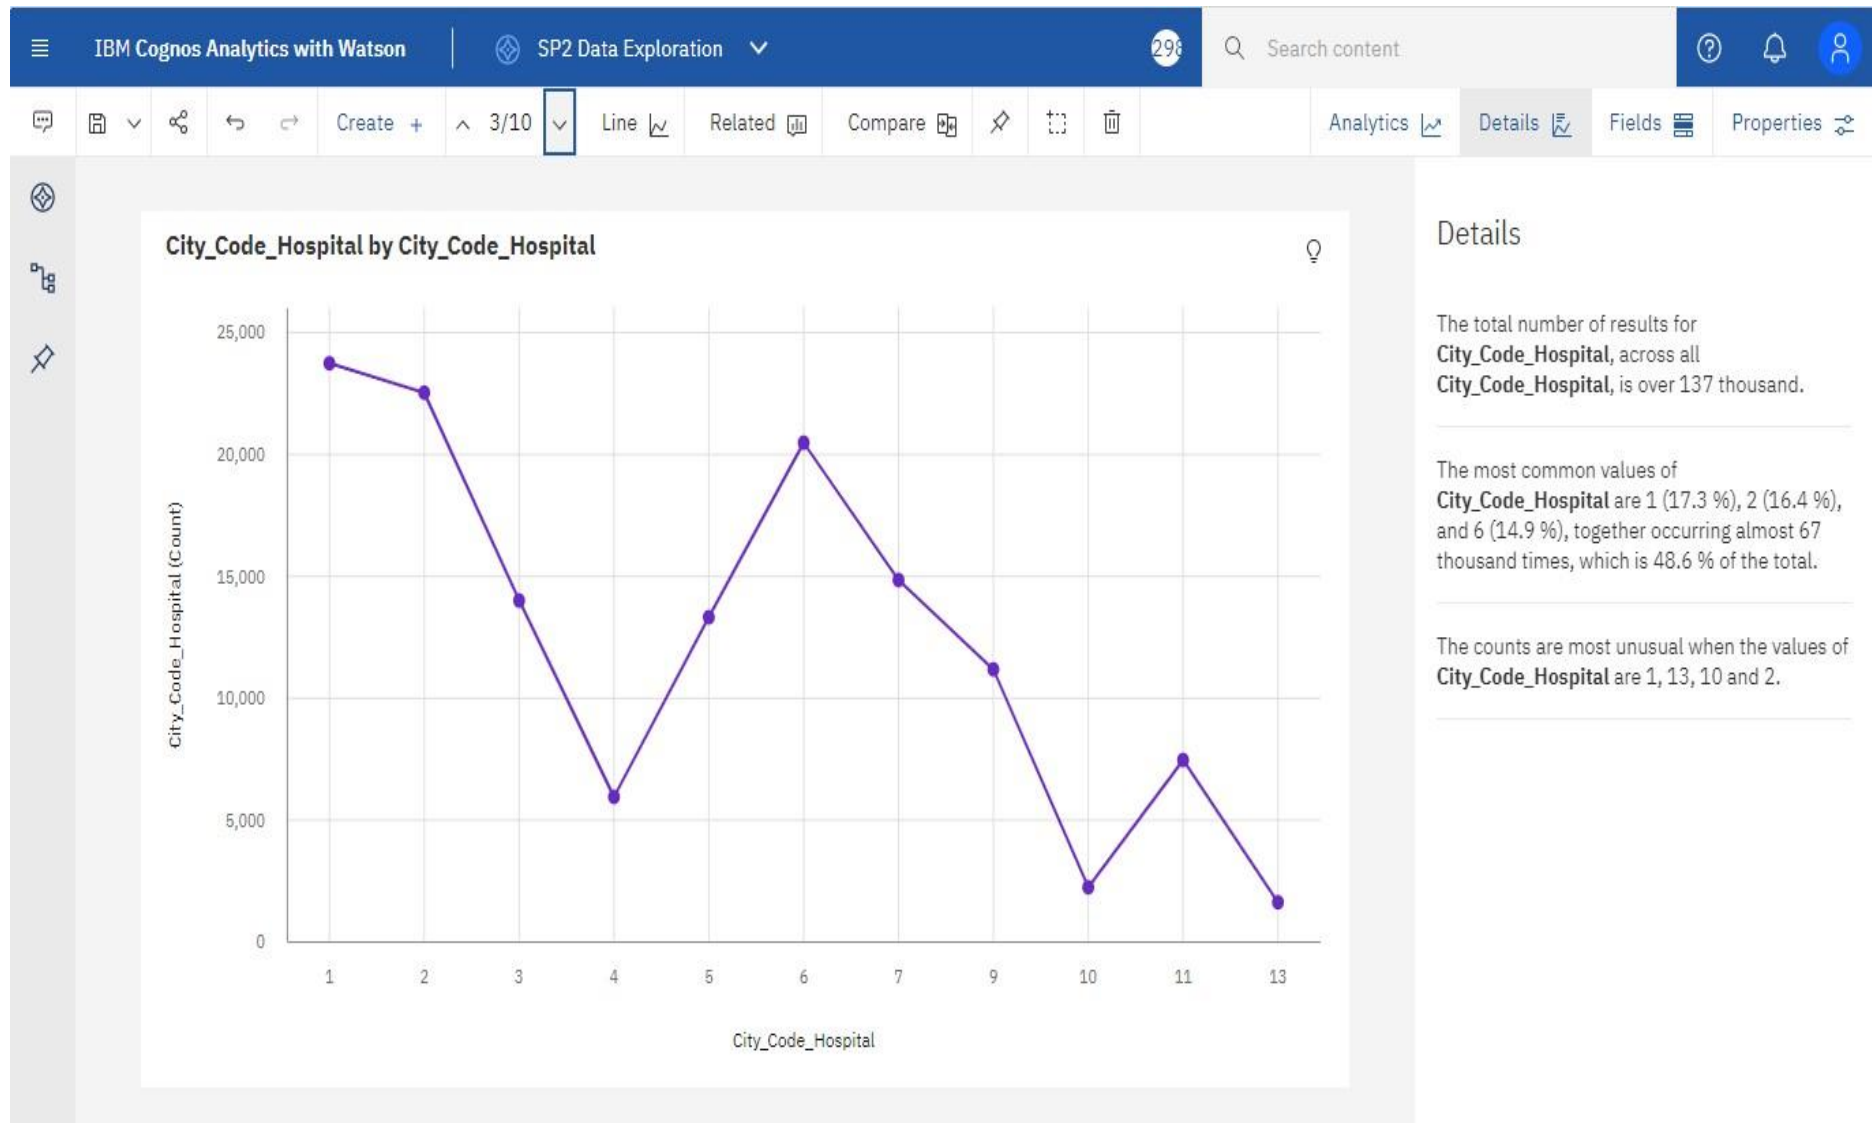 IBM Cognos Analytics with Watson
SP2 Data Exploration
298
Search content
Create +
3/10
Line
Related
Compare
Analytics
Details
Fields
Properties
City_Code_Hospital by City_Code_Hospital
25,000
20,000
15,000
10,000
5,000
0
City_Code_Hospital (Count)
1 2 3 4 5 6 7 9 10 11 13
City_Code_Hospital
Details
The total number of results for
City_Code_Hospital, across all
City_Code_Hospital, is over 137 thousand.
The most common values of
City_Code_Hospital are 1 (17.3 %), 2 (16.4 %),
and 6 (14.9 %), together occurring almost 67
thousand times, which is 48.6 % of the total.
The counts are most unusual when the values of
City_Code_Hospital are 1, 13, 10 and 2.